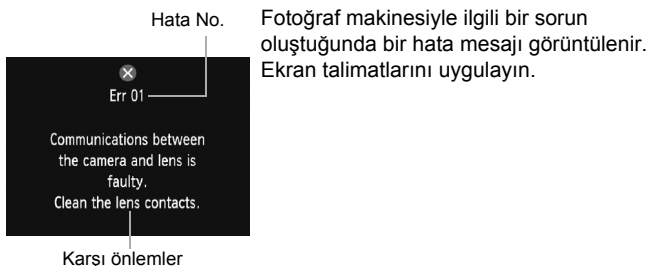 Hata No.
Fotoğraf makinesiyle ilgili bir sorun
oluştuğunda bir hata mesajı görüntülenir.
Ekran talimatlarını uygulayın.
Err 01
Communications between
the camera and lens is
faulty.
Clean the lens contacts.
Karşı önlemler